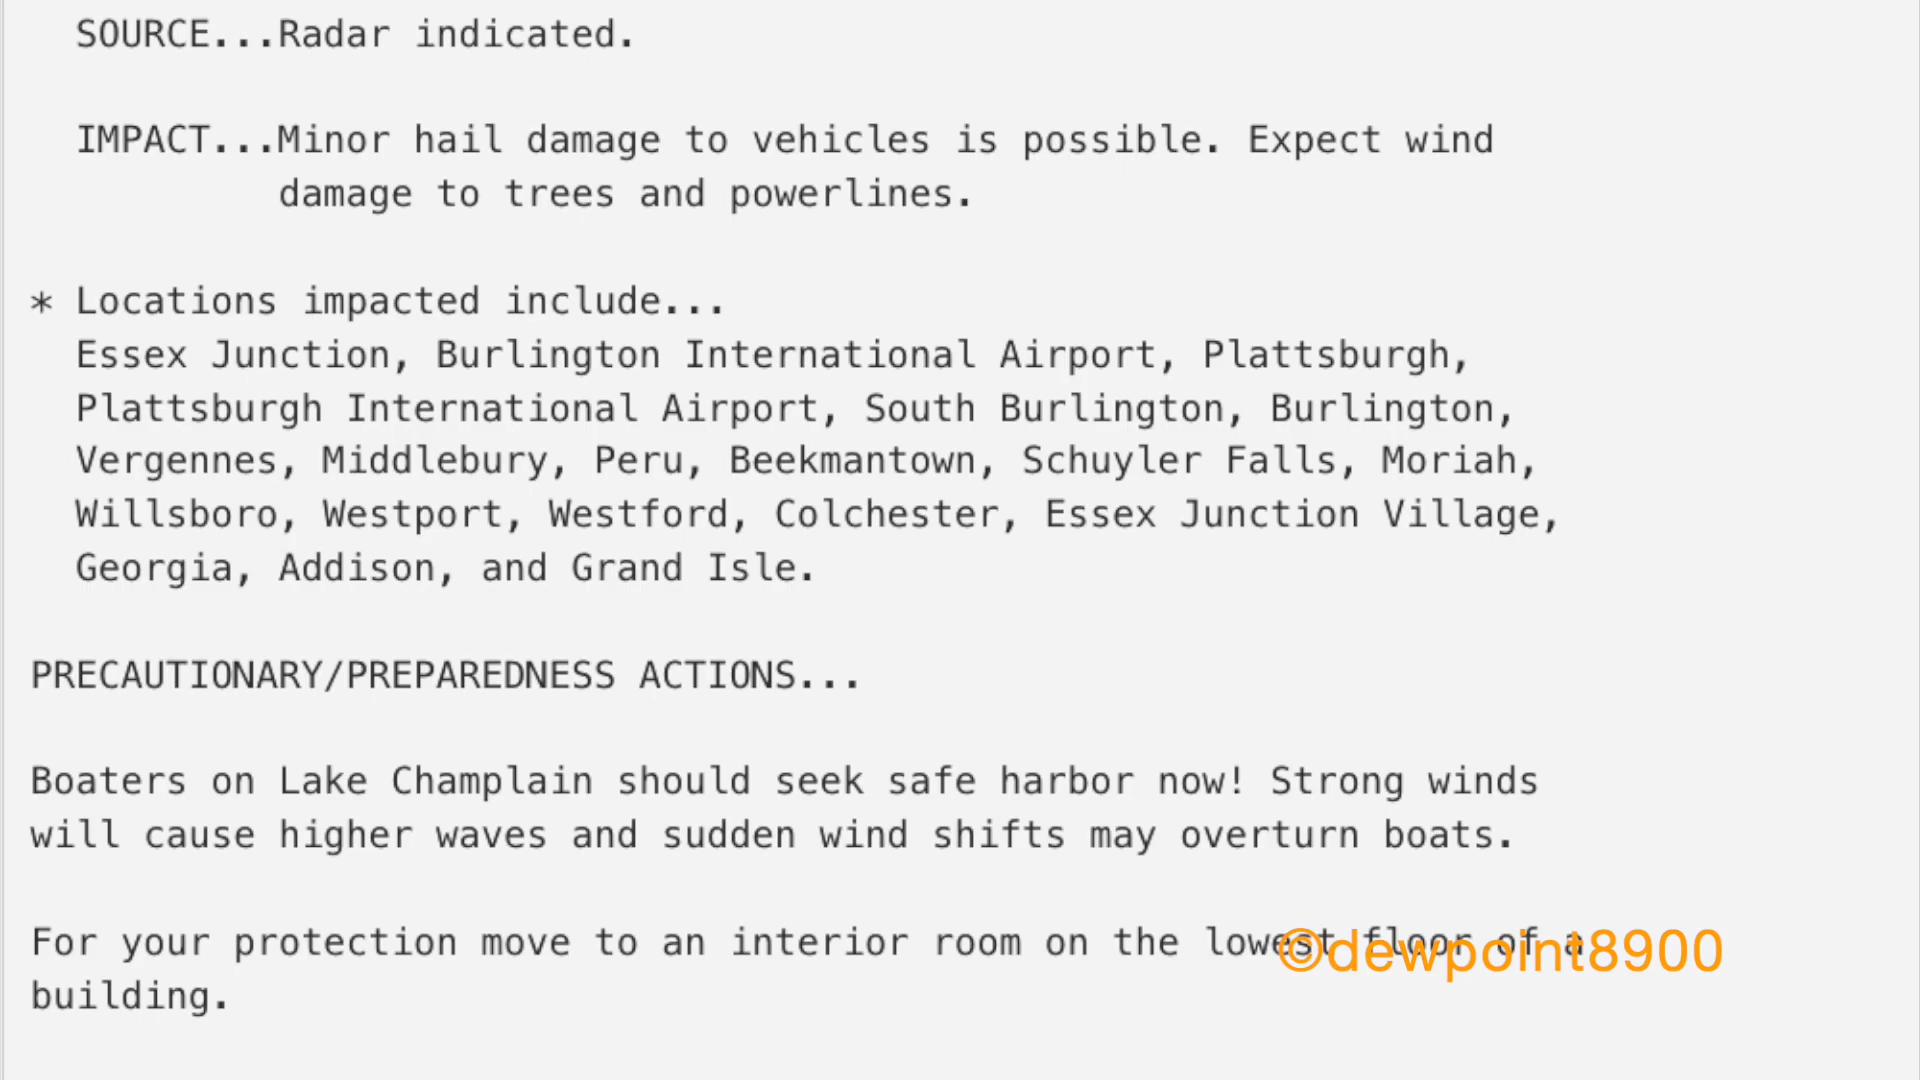 SOURCE...Radar indicated.
IMPACT...Minor hail damage to vehicles is possible. Expect wind
damage to trees and powerlines.
* Locations impacted include...
Essex Junction, Burlington International Airport, Plattsburgh,
Plattsburgh International Airport, South Burlington, Burlington,
Vergennes, Middlebury, Peru, Beekmantown, Schuyler Falls, Moriah,
Willsboro, Westport, Westford, Colchester, Essex Junction Village,
Georgia, Addison, and Grand Isle.
PRECAUTIONARY/PREPAREDNESS ACTIONS...
Boaters on Lake Champlain should seek safe harbor now! Strong winds
will cause higher waves and sudden wind shifts may overturn boats.
For your protection move to an interior room on the lowest floor of a
©dewpoint8900
building.